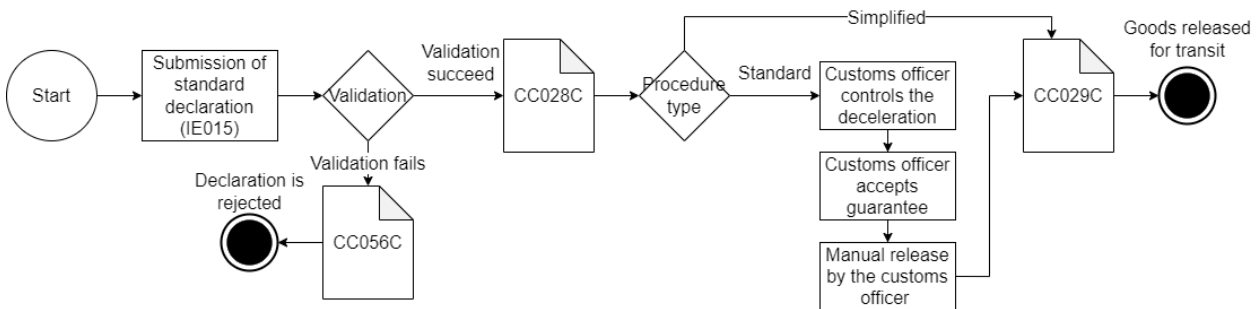 Start
Submission of
standard
declaration
(IE015)
Validation
Validation
succeed
CC028C
Procedure
type
Simplified
Standard
Customs officer
controls the
deceleration
Customs officer
accepts
guarantee
Manual release
by the customs
officer
CC029C
Goods released
for transit
Validation fails
CC056C
Declaration is
rejected